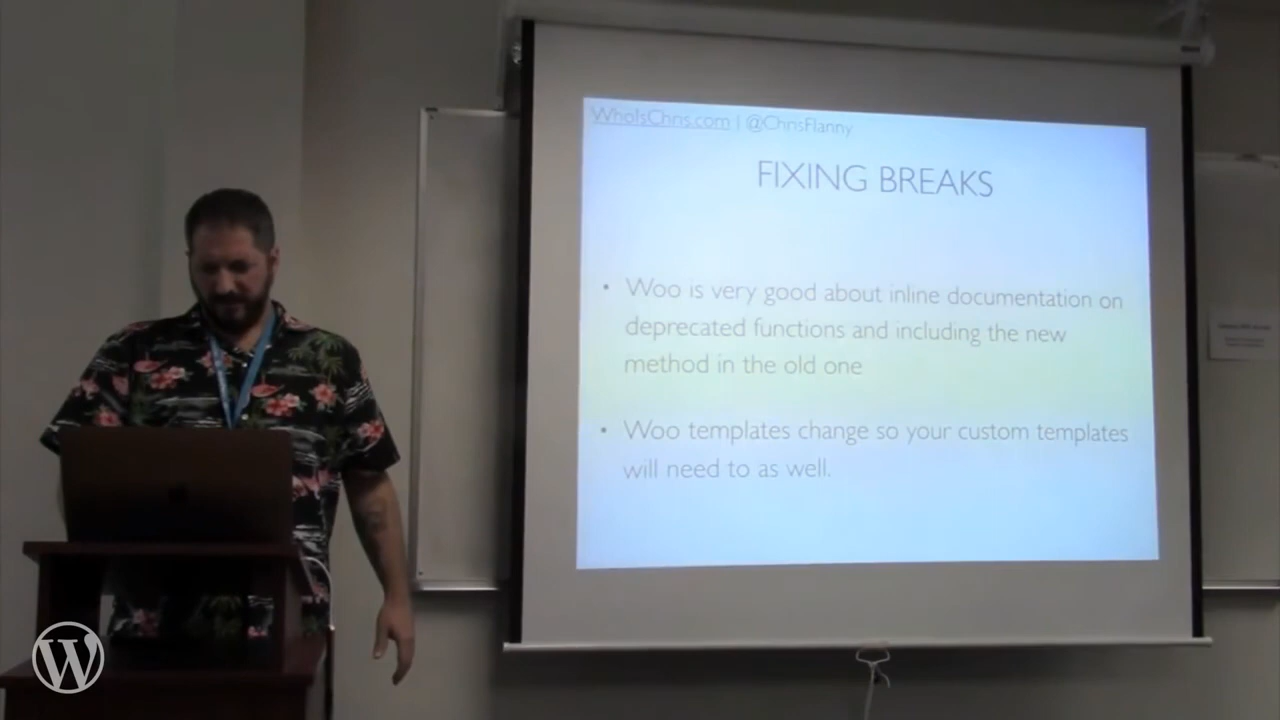 WhoIsChris.com | @ChrisFlanny
FIXING BREAKS
• Woo is very good about inline documentation on
deprecated functions and including the new
method in the old one
• Woo templates change so your custom templates
will need to as well.